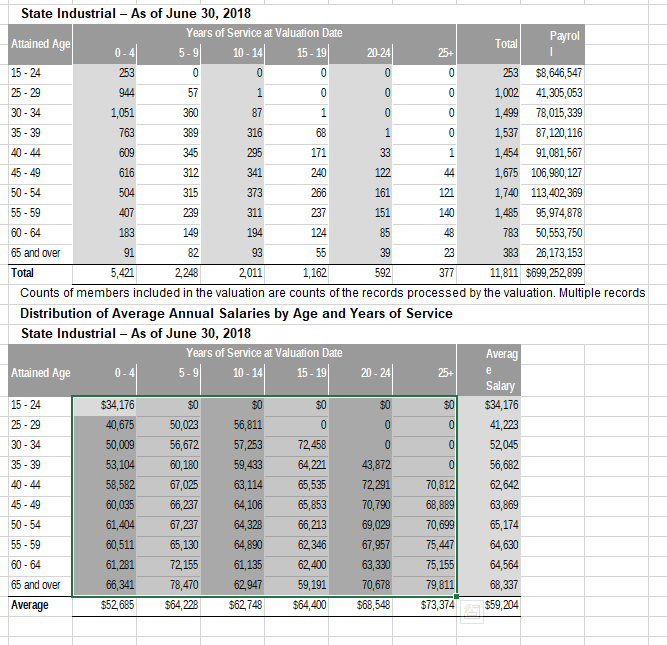 State Industrial – As of June 30, 2018
Attained Age Years of Service at Valuation Date Total Payrol
l
0 - 4 5 - 9 10 - 14 15 - 19 20-24 25+
15 - 24 253 0 0 0 0 0 253 $8,646,547
25 - 29 944 57 1 0 0 0 1,002 41,305,053
30 - 34 1,051 360 87 1 0 0 1,499 78,015,339
35 - 39 763 389 316 68 1 0 1,537 87,120,116
40 - 44 609 345 295 171 33 1 1,454 91,081,567
45 - 49 616 312 341 240 122 44 1,675 106,980,127
50 - 54 504 315 373 266 161 121 1,740 113,402,369
55 - 59 407 239 311 237 151 140 1,485 95,974,878
60 - 64 183 149 194 124 85 48 783 50,553,750
65 and over 91 82 93 55 39 23 383 26,173,153
Total 5,421 2,248 2,011 1,162 592 377 11,811 $699,252,899
Counts of members included in the valuation are counts of the records processed by the valuation. Multiple records
Distribution of Average Annual Salaries by Age and Years of Service
State Industrial – As of June 30, 2018
Years of Service at Valuation Date Averag
Attained Age 0 - 4 5 - 9 10 - 14 15 - 19 20 - 24 25+ e
Salary
15 - 24 $34,176 $0 $0 $0 $0 $0 $34,176
25 - 29 40,675 50,023 56,811 0 0 0 41,223
30 - 34 50,009 56,672 57,253 72,458 0 0 52,045
35 - 39 53,104 60,180 59,433 64,221 43,872 0 56,682
40 - 44 58,582 67,025 63,114 65,535 72,291 70,812 62,642
45 - 49 60,035 66,237 64,106 65,853 70,790 68,889 63,869
50 - 54 61,404 67,237 64,328 66,213 69,029 70,699 65,174
55 - 59 60,511 65,130 64,890 62,346 67,957 75,447 64,630
60 - 64 61,281 72,155 61,135 62,400 63,330 75,155 64,564
65 and over 66,341 78,470 62,947 59,191 70,678 79,811 68,337
Average $52,685 $64,228 $62,748 $64,400 $68,548 $73,374 $59,204